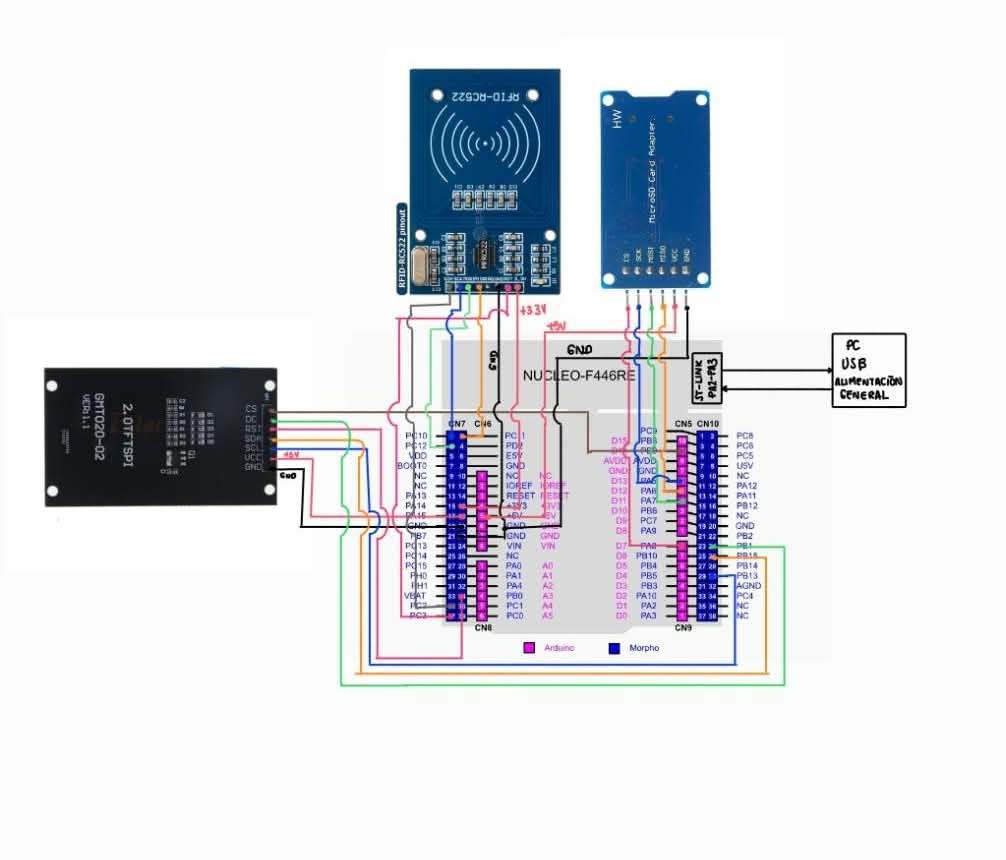 RFID-RC522
HW
MicroSD Card Adapter.
RFID-RC522 pinout
MFRC522
CS
SCK
MOSI
MISO
VCC
GND
+3.3V
+5V
GND
GND
NUCLEO-F446RE
ST-LINK
PA2-PA3
PC
USB
ALIMENTACIÓN
GENERAL
GMT020-02
VER:1.1
2.0TFTSPI
Q1
CS
DC
RST
SDA
SCL
VCC
GND
+5V
GND
CN7 CN6
CN5 CN10
PC10
PC12
VDD
BOOT0
NC
NC
PA13
PA14
PA15
GND
PB7
PC13
PC14
PC15
PH0
PH1
VBAT
PC2
PC3
PC11
PD2
E5V
GND
NC
IOREF
RESET
+3V3
+5V
GND
GND
VIN
NC
PA0
PA1
PA4
PB0
PC1
PC0
NC
IOREF
RESET
+3V3
+5V
GND
GND
VIN
A0
A1
A2
A3
A4
A5
D15
D14
AVDD
GND
D13
D12
D11
D10
D9
D8
D7
D6
D5
D4
D3
D2
D1
D0
PC9
PB8
PB9
AVDD
GND
PA5
PA6
PA7
PB6
PC7
PA9
PA8
PB10
PB4
PB5
PB3
PA10
PA2
PA3
PC8
PC6
PC5
U5V
NC
PA12
PA11
PB12
NC
GND
PB2
PB1
PB15
PB14
PB13
AGND
PC4
NC
NC
CN8
CN9
Arduino
Morpho